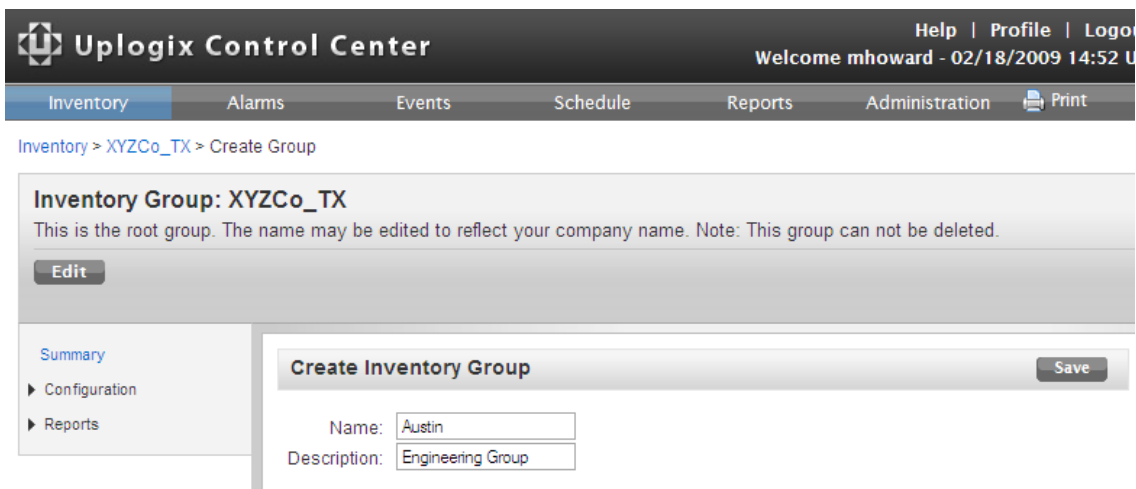 Uplogix Control Center
Help | Profile | Logou
Welcome mhoward - 02/18/2009 14:52 U
Inventory Alarms Events Schedule Reports Administration Print
Inventory > XYZCo_TX > Create Group
Inventory Group: XYZCo_TX
This is the root group. The name may be edited to reflect your company name. Note: This group can not be deleted.
Edit
Summary
Configuration
Reports
Create Inventory Group
Save
Name: Austin
Description: Engineering Group